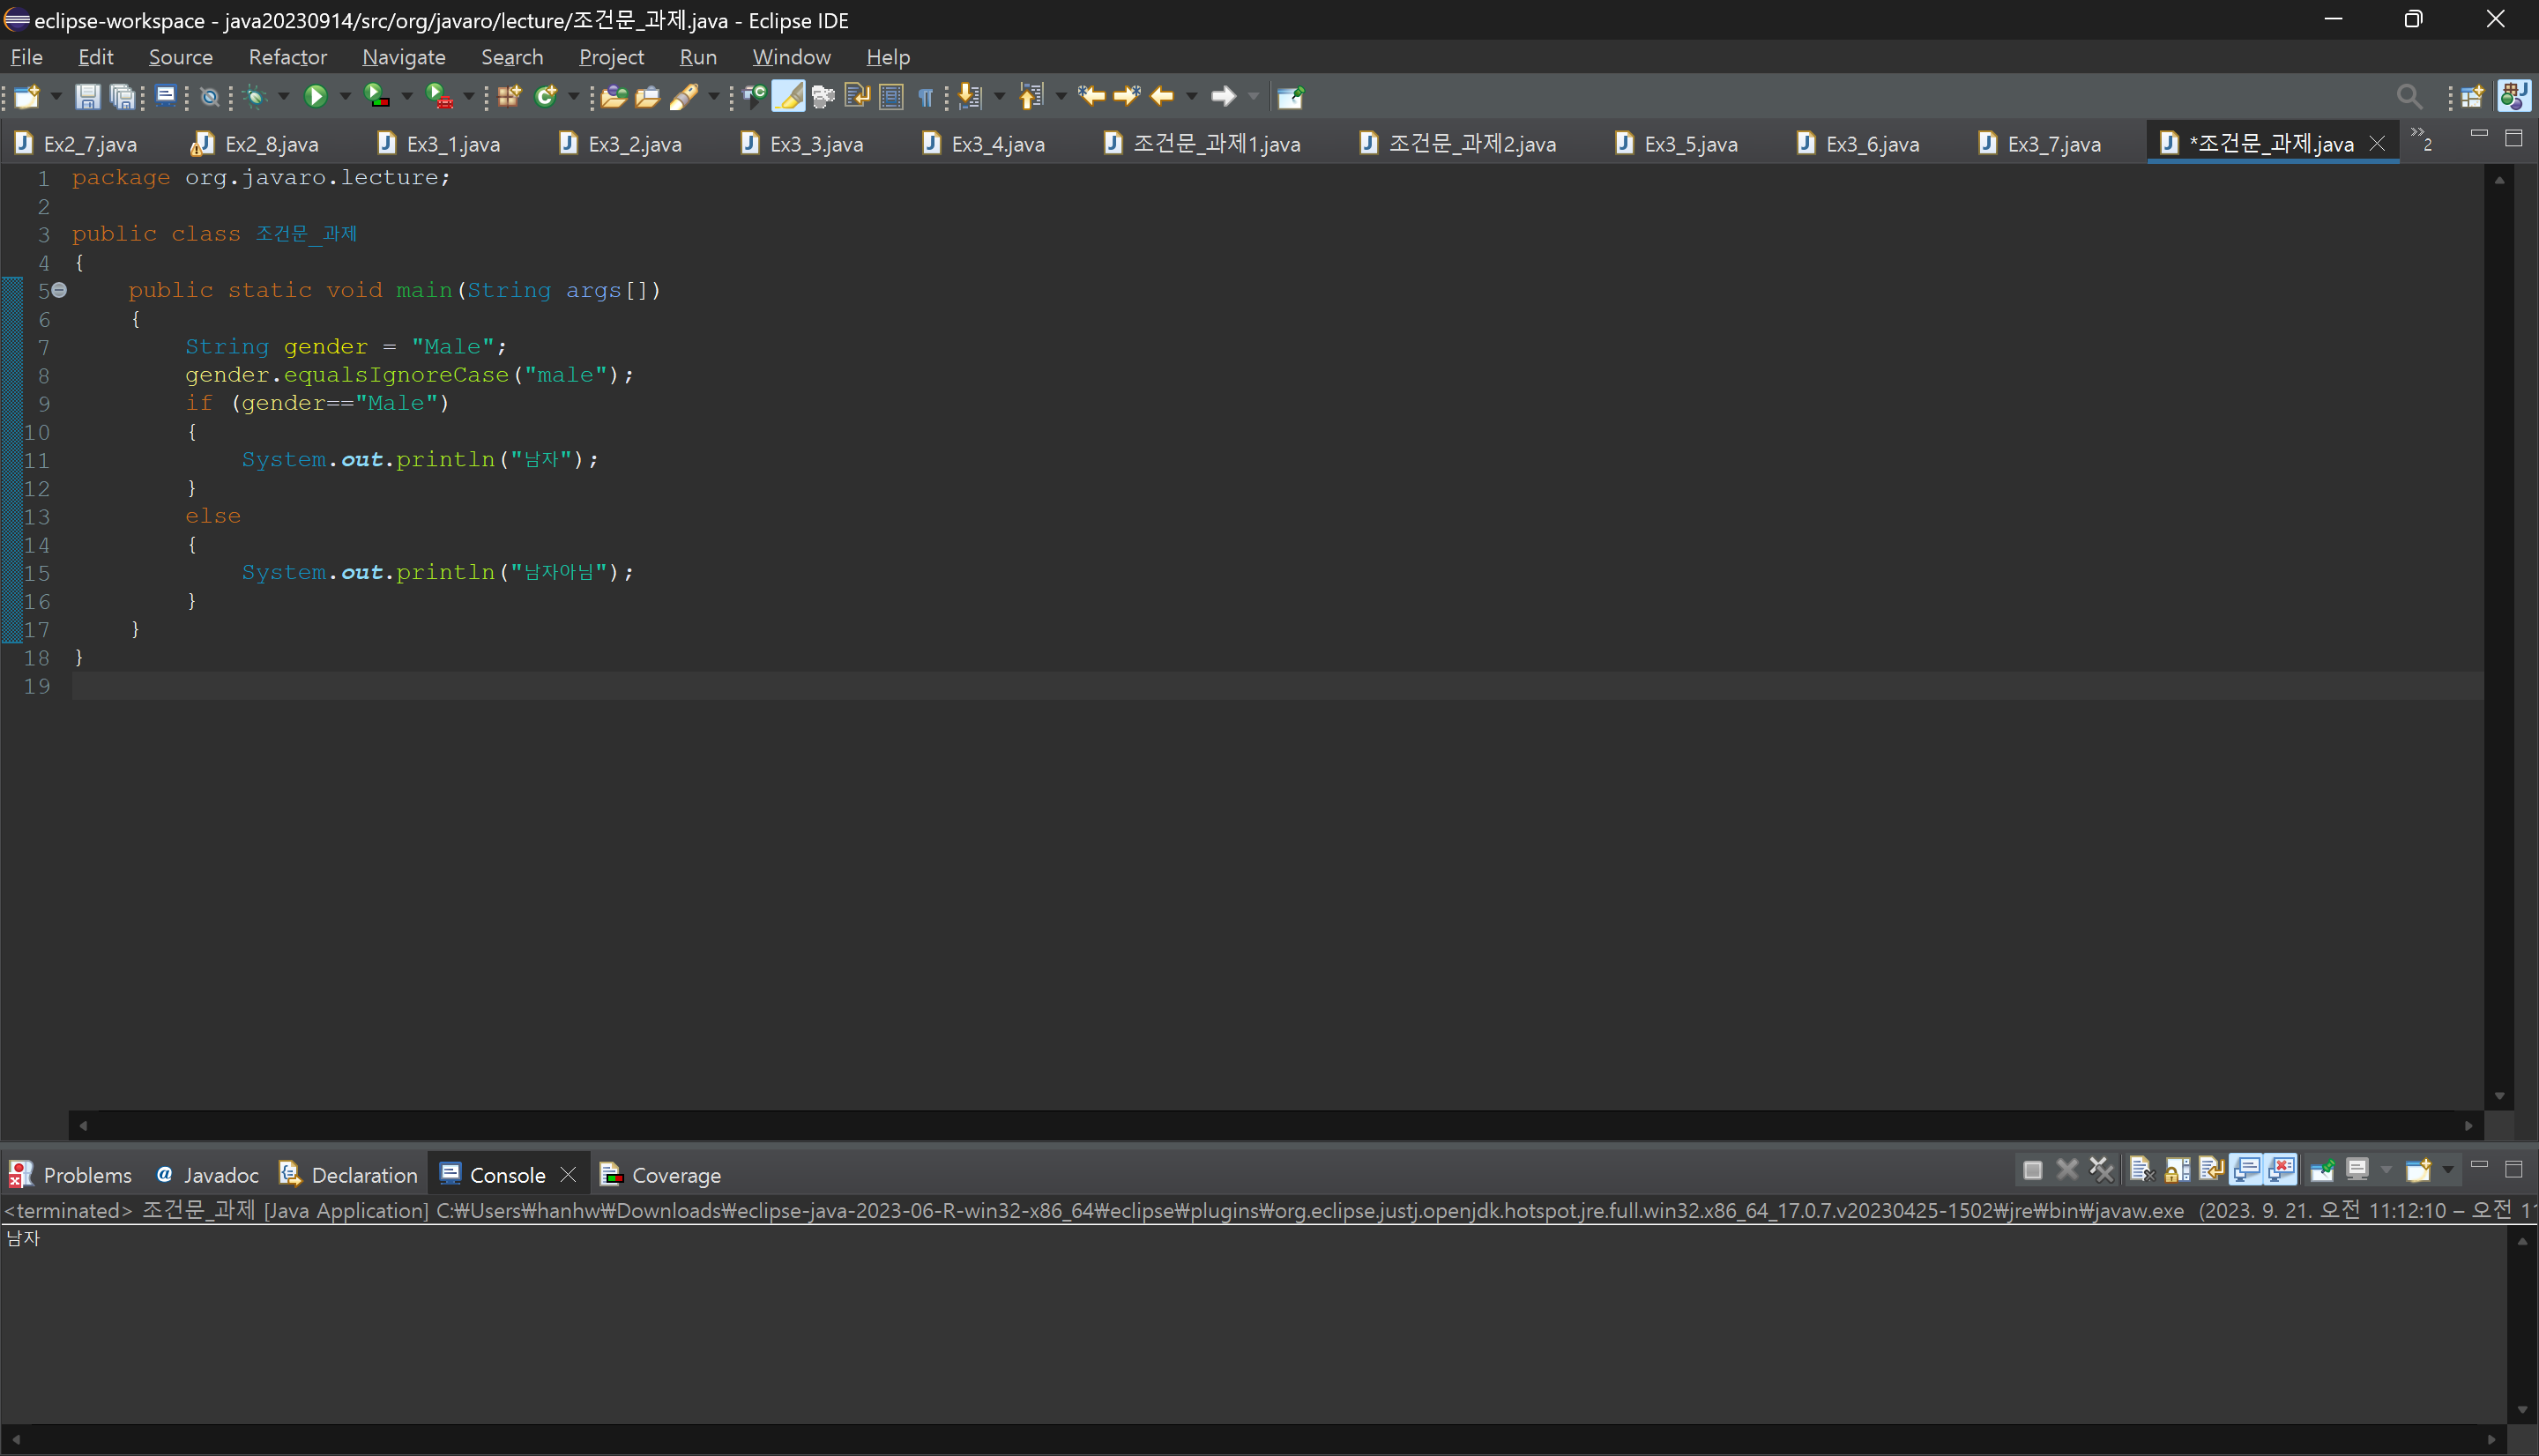 eclipse-workspace - java20230914/src/org/javaro/lecture/조건문_과제.java - Eclipse IDE
File Edit Source Refactor Navigate Search Project Run Window Help
Ex2_7.java Ex2_8.java Ex3_1.java Ex3_2.java Ex3_3.java Ex3_4.java 조건문_과제1.java 조건문_과제2.java Ex3_5.java Ex3_6.java Ex3_7.java *조건문_과제.java »2
1 package org.javaro.lecture;
2
3 public class 조건문_과제
4 {
5 public static void main(String args[])
6 {
7 String gender = "Male";
8 gender.equalsIgnoreCase("male");
9 if (gender=="Male")
10 {
11 System.out.println("남자");
12 }
13 else
14 {
15 System.out.println("남자아님");
16 }
17 }
18 }
19
Problems Javadoc Declaration Console Coverage
<terminated> 조건문_과제 [Java Application] C:₩Users₩hanhw₩Downloads₩eclipse-java-2023-06-R-win32-x86_64₩eclipse₩plugins₩org.eclipse.justj.openjdk.hotspot.jre.full.win32.x86_64_17.0.7.v20230425-1502₩jre₩bin₩javaw.exe (2023. 9. 21. 오전 11:12:10 – 오전
남자